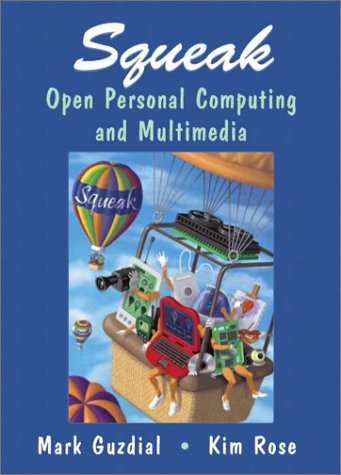 Squeak
Open Personal Computing
and Multimedia
Squeak
Mark Guzdial • Kim Rose